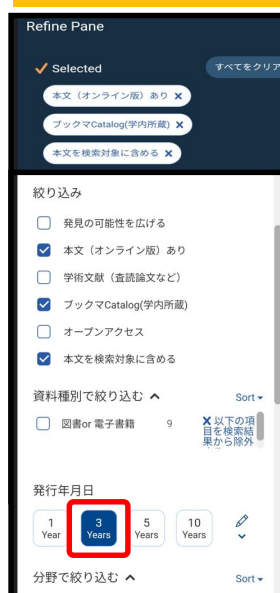 Refine Pane
Selected
すべてをクリア
本文（オンライン版）あり ×
ブックマCatalog(学内所蔵) ×
本文を検索対象に含める ×
絞り込み
発見の可能性を広げる
本文（オンライン版）あり
学術文献（査読論文など）
ブックマCatalog(学内所蔵)
オープンアクセス
本文を検索対象に含める
資料種別で絞り込む
Sort
図書or 電子書籍 9
×以下の項
目を検索結
果から除外
発行年月日
1 Year
3 Years
5 Years
10 Years
分野で絞り込む
Sort